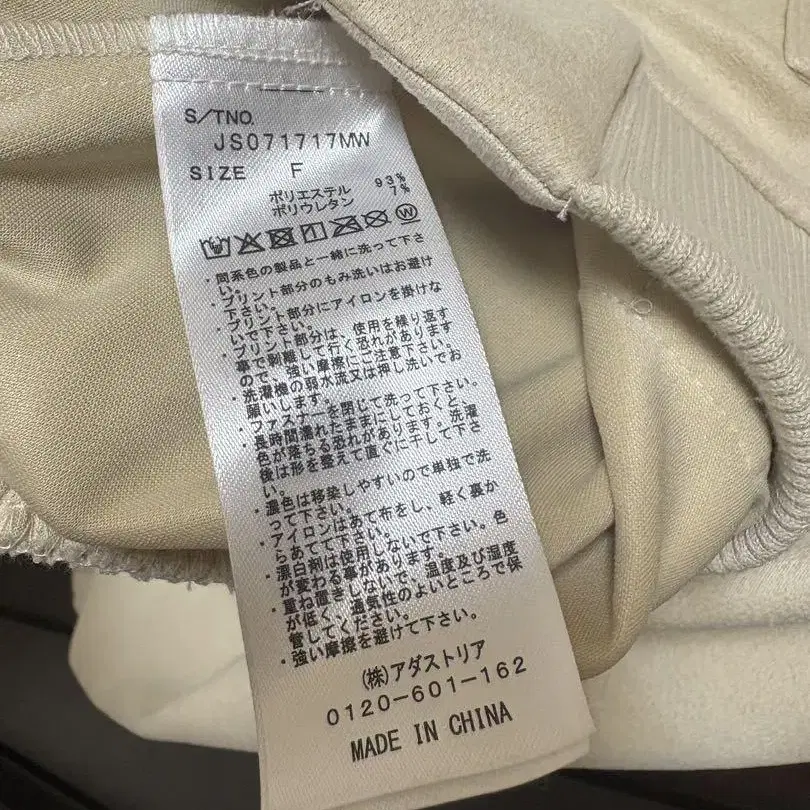 S/TNO.
JS071717MW
SIZE F
ポリエステル 93%
ポリウレタン 7%
・同系色の製品と一緒に洗って下さ
い。
・プリント部分のもみ洗いはお避け
下さい。
・プリント部分にアイロンを掛けな
いで下さい。
・プリント部分は、使用を繰り返す
事で剥離して行く恐れがあります
ので、強い摩擦にご注意下さい。
・洗濯機の弱水流又は押し洗いでお
願いします。
・ファスナーを閉じて洗って下さい。
・長時間濡れたままにしておくと、
色が落ちる恐れがあります。洗濯
後は形を整えて直ぐに干して下さ
い。
・濃色は移染しやすいので単独で洗
って下さい。
・アイロンはあて布をし、軽く裏か
らあてて下さい。
・漂白剤は使用しないで下さい。色
が変わる事があります。
・重ね置きしないで、温度及び湿度
が低く、通気性のよいところで保
管してください。
・強い摩擦を避けて下さい。
(株)アダストリア
0120-601-162
MADE IN CHINA